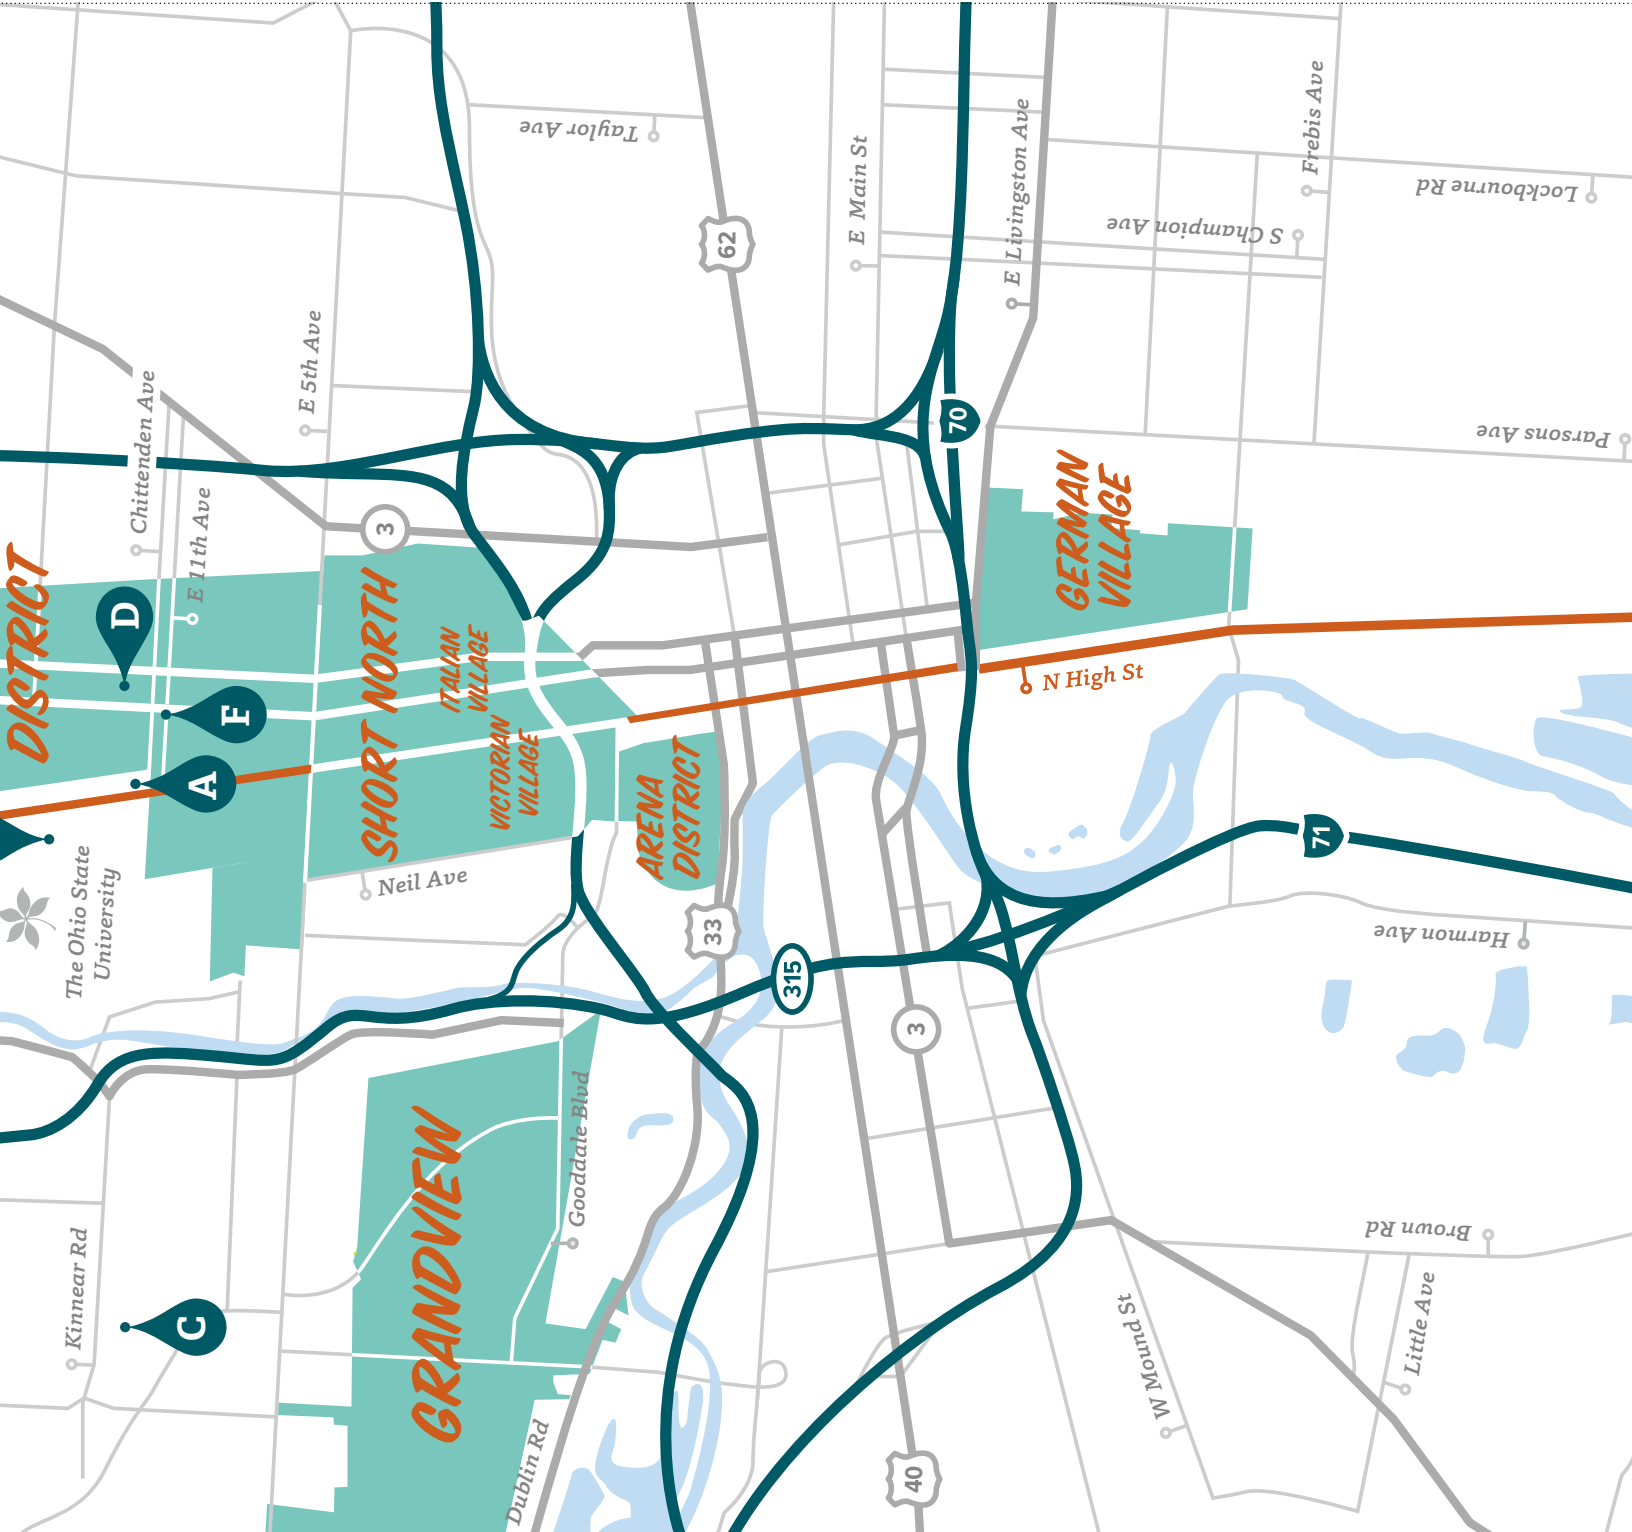 Taylor Ave
62
E Main St
E Livingston Ave
Frebis Ave
Lockbourne Rd
S Champion Ave
E 5th Ave
Chittenden Ave
70
Parsons Ave
GERMAN
VILLAGE
E 11th Ave
3
DISTRICT
D
SHORT NORTH
ITALIAN
VILLAGE
F
N High St
A
VICTORIAN
VILLAGE
ARENA
DISTRICT
71
The Ohio State
University
Neil Ave
33
315
Harmon Ave
3
Gooddale Blvd
GRANDVIEW
Kinnear Rd
C
Brown Rd
W Mound St
Little Ave
Dublin Rd
40